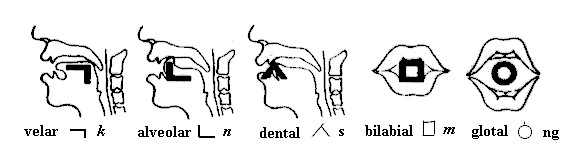 velar ㄱ k alveolar ㄴ n dental ㅅ s bilabial ㅁ m glotal ㆁ ng